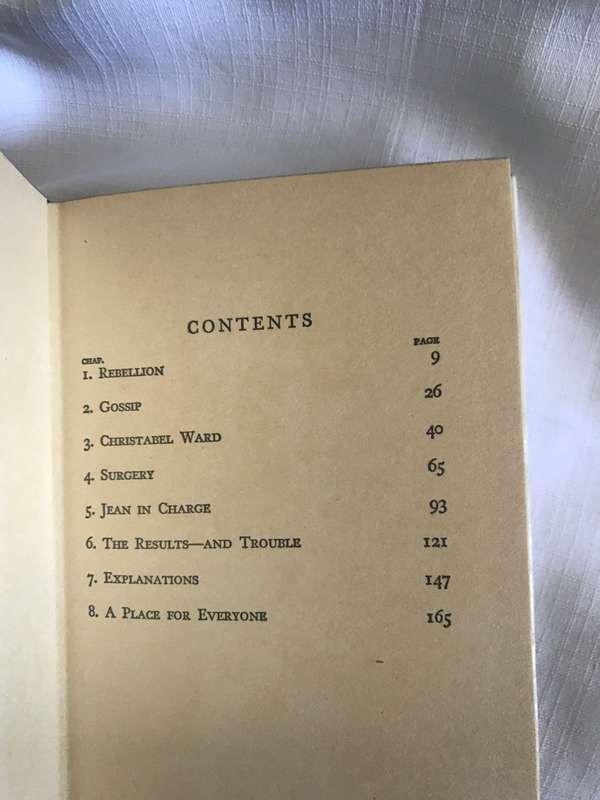 CONTENTS
CHAP. PAGE
1. REBELLION 9
2. GOSSIP 26
3. CHRISTABEL WARD 40
4. SURGERY 65
5. JEAN IN CHARGE 93
6. THE RESULTS—AND TROUBLE 121
7. EXPLANATIONS 147
8. A PLACE FOR EVERYONE 165